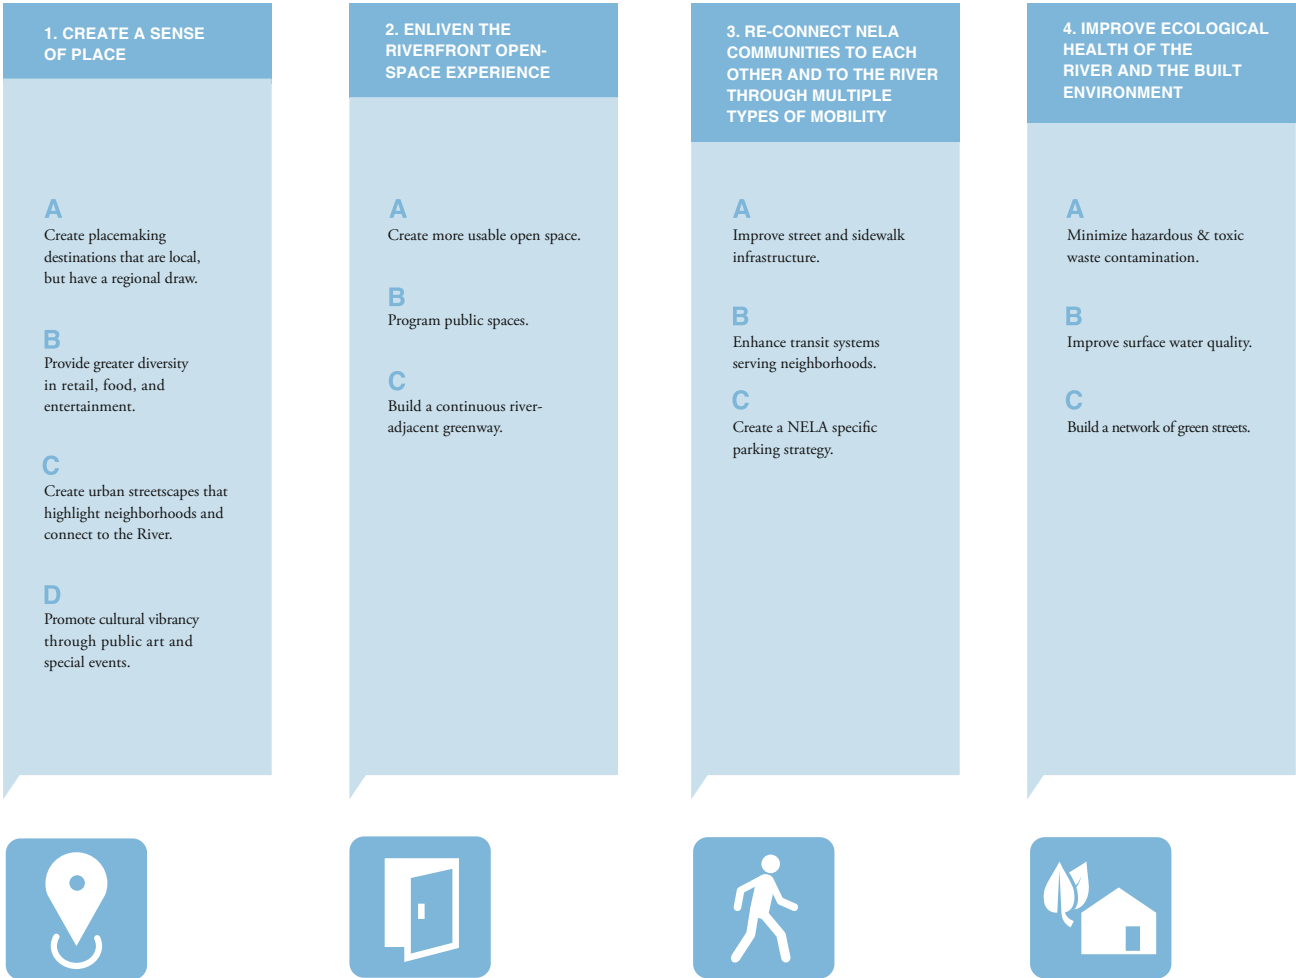 1. CREATE A SENSE
OF PLACE
A
Create placemaking
destinations that are local,
but have a regional draw.
B
Provide greater diversity
in retail, food, and
entertainment.
C
Create urban streetscapes that
highlight neighborhoods and
connect to the River.
D
Promote cultural vibrancy
through public art and
special events.
2. ENLIVEN THE
RIVERFRONT OPEN-
SPACE EXPERIENCE
A
Create more usable open space.
B
Program public spaces.
C
Build a continuous river-
adjacent greenway.
3. RE-CONNECT NELA
COMMUNITIES TO EACH
OTHER AND TO THE RIVER
THROUGH MULTIPLE
TYPES OF MOBILITY
A
Improve street and sidewalk
infrastructure.
B
Enhance transit systems
serving neighborhoods.
C
Create a NELA specific
parking strategy.
4. IMPROVE ECOLOGICAL
HEALTH OF THE
RIVER AND THE BUILT
ENVIRONMENT
A
Minimize hazardous & toxic
waste contamination.
B
Improve surface water quality.
C
Build a network of green streets.